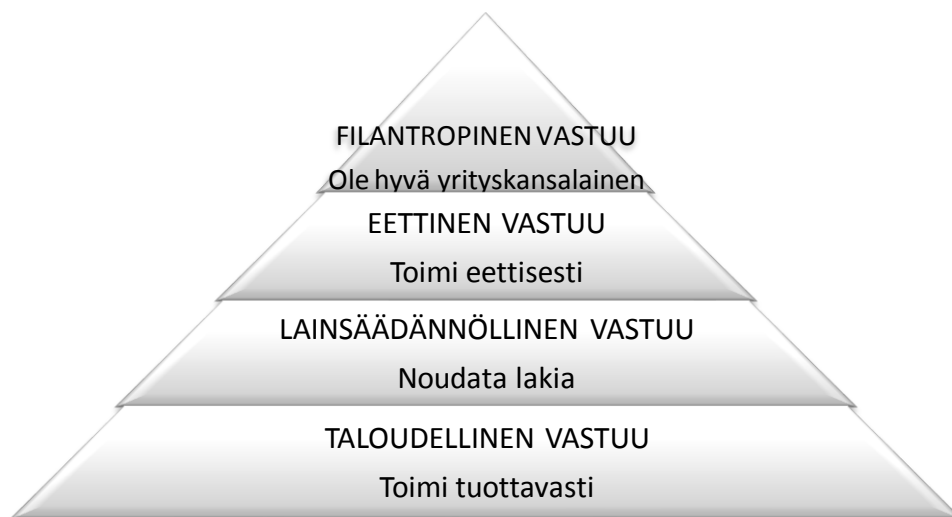 FILANTROPINEN VASTUU
Ole hyvä yrityskansalainen
EETTINEN VASTUU
Toimi eettisesti
LAINSÄÄDÄNNÖLLINEN VASTUU
Noudata lakia
TALOUDELLINEN VASTUU
Toimi tuottavasti